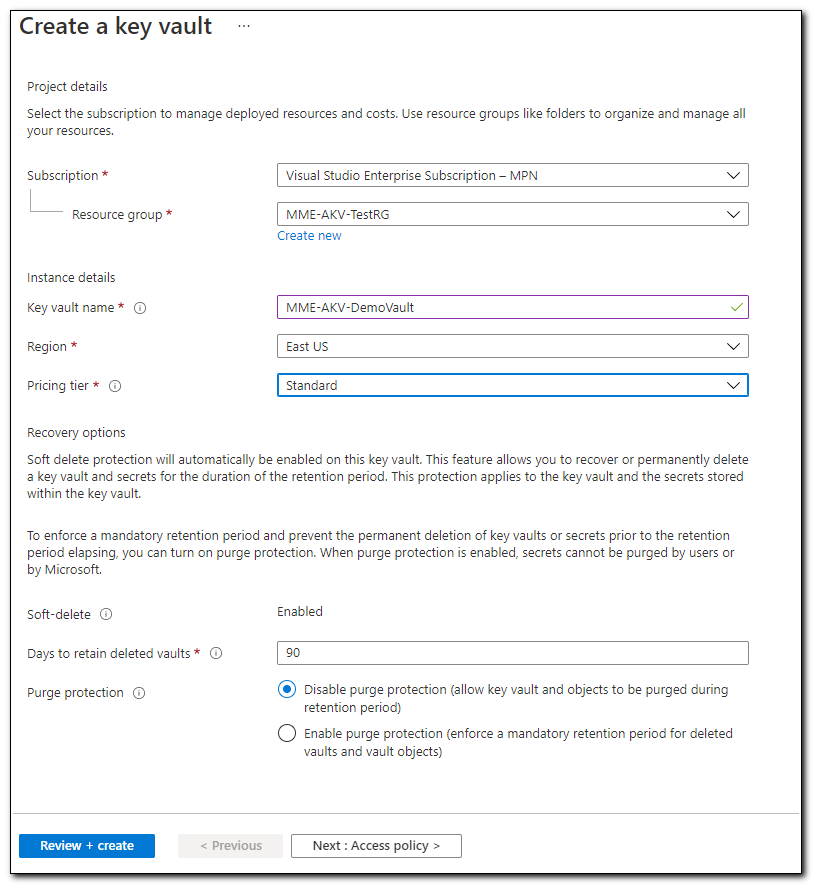 Create a key vault ...
Project details
Select the subscription to manage deployed resources and costs. Use resource groups like folders to organize and manage all
your resources.
Subscription * Visual Studio Enterprise Subscription – MPN
Resource group * MME-AKV-TestRG
Create new
Instance details
Key vault name * MME-AKV-DemoVault
Region * East US
Pricing tier * Standard
Recovery options
Soft delete protection will automatically be enabled on this key vault. This feature allows you to recover or permanently delete
a key vault and secrets for the duration of the retention period. This protection applies to the key vault and the secrets stored
within the key vault.
To enforce a mandatory retention period and prevent the permanent deletion of key vaults or secrets prior to the retention
period elapsing, you can turn on purge protection. When purge protection is enabled, secrets cannot be purged by users or
by Microsoft.
Soft-delete Enabled
Days to retain deleted vaults * 90
Purge protection Disable purge protection (allow key vault and objects to be purged during
retention period)
Enable purge protection (enforce a mandatory retention period for deleted
vaults and vault objects)
Review + create < Previous Next : Access policy >